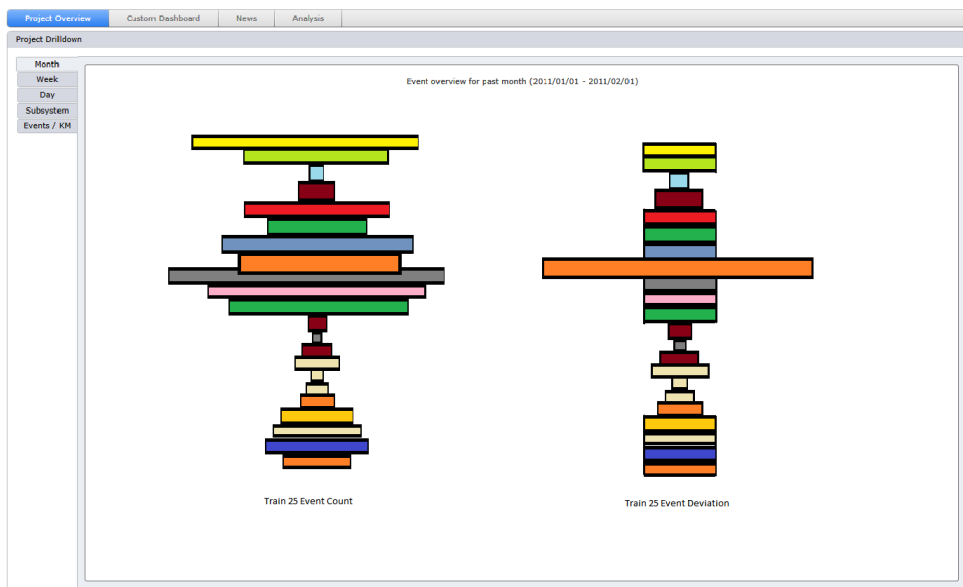 Project Overview
Custom Dashboard
News
Analysis
Project Drilldown
Month
Week
Day
Subsystem
Events / KM
Event overview for past month (2011/01/01 - 2011/02/01)
Train 25 Event Count
Train 25 Event Deviation